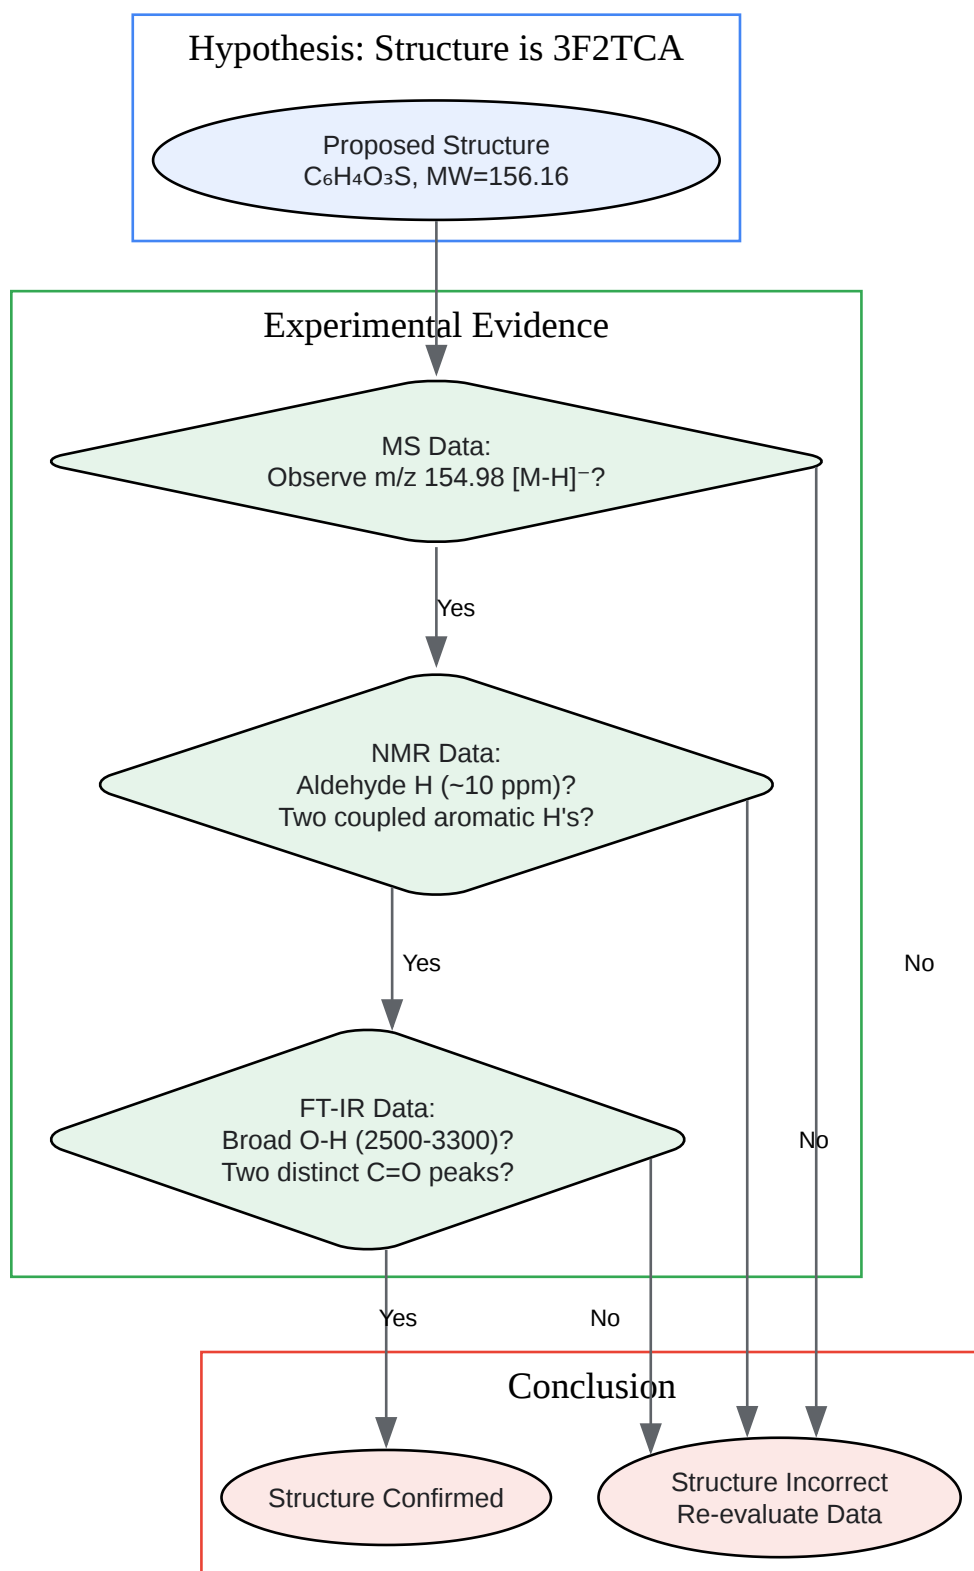 Hypothesis: Structure is 3F2TCA
Proposed Structure
C₆H₄O₃S, MW=156.16
Experimental Evidence
MS Data:
Observe m/z 154.98 [M-H]⁻?
Yes
NMR Data:
Aldehyde H (~10 ppm)?
Two coupled aromatic H's?
Yes
No
FT-IR Data:
Broad O-H (2500-3300)?
Two distinct C=O peaks?
No
Yes
No
Conclusion
Structure Confirmed
Structure Incorrect
Re-evaluate Data